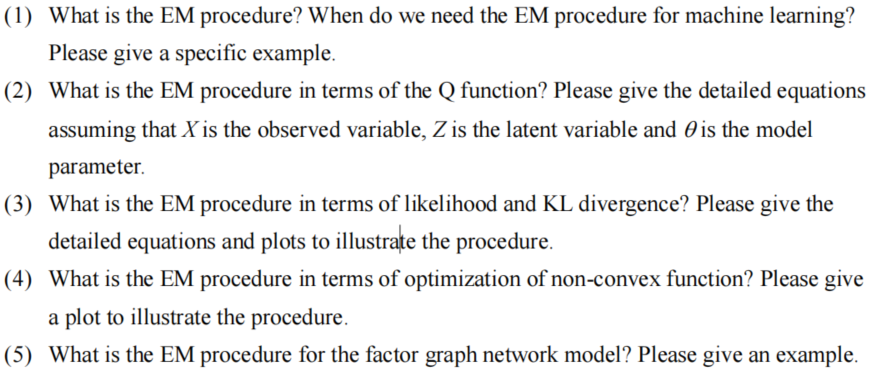 (1) What is the EM procedure? When do we need the EM procedure for machine learning?
Please give a specific example.
(2) What is the EM procedure in terms of the Q function? Please give the detailed equations
assuming that X is the observed variable, Z is the latent variable and θ is the model
parameter.
(3) What is the EM procedure in terms of likelihood and KL divergence? Please give the
detailed equations and plots to illustrate the procedure.
(4) What is the EM procedure in terms of optimization of non-convex function? Please give
a plot to illustrate the procedure.
(5) What is the EM procedure for the factor graph network model? Please give an example.